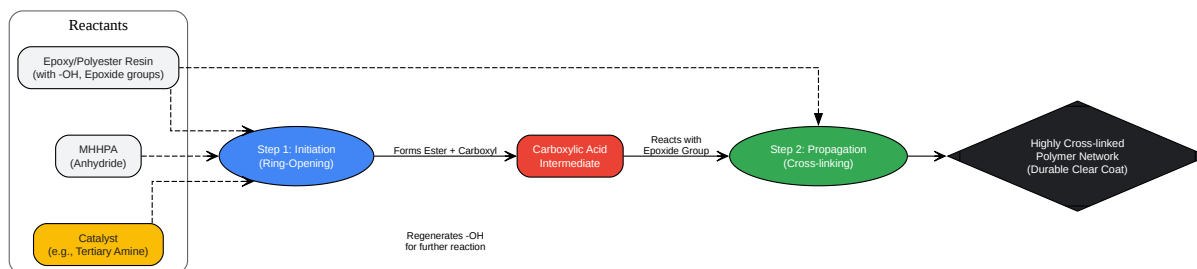 Reactants
Epoxy/Polyester Resin
(with -OH, Epoxide groups)
MHHPA
(Anhydride)
Catalyst
(e.g., Tertiary Amine)
Step 1: Initiation
(Ring-Opening)
Forms Ester + Carboxyl
Carboxylic Acid
Intermediate
Reacts with
Epoxide Group
Step 2: Propagation
(Cross-linking)
Highly Cross-linked
Polymer Network
(Durable Clear Coat)
Regenerates -OH
for further reaction